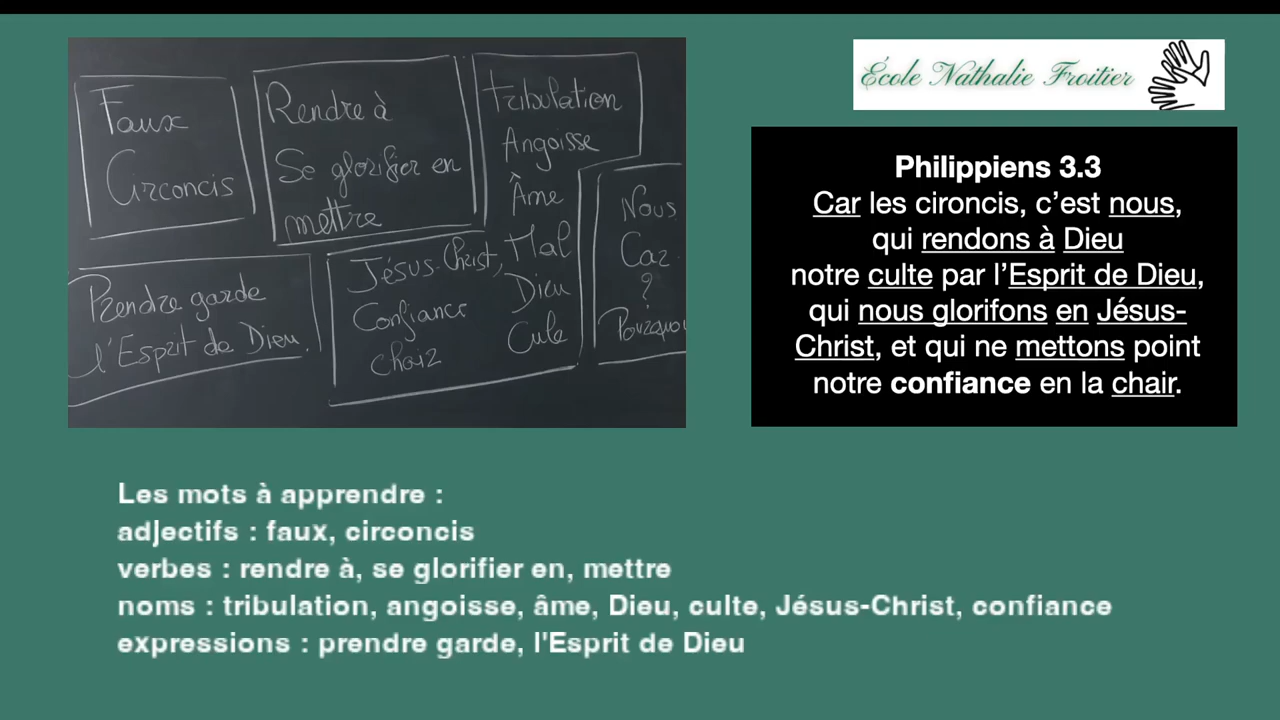 Faux
Circoncis
Rendre à
Se glorifier en
mettre
Tribulation
Angoisse
Âme
Mal
Dieu
Cule
Nous
Car
?
Pourquoi
Prendre garde
l'Esprit de Dieu.
Jésus-Christ,
Confiance
chair
École Nathalie Froitier
Philippiens 3.3
Car les cironcis, c’est nous,
qui rendons à Dieu
notre culte par l’Esprit de Dieu,
qui nous glorifons en Jésus-
Christ, et qui ne mettons point
notre confiance en la chair.
Les mots à apprendre :
adjectifs : faux, circoncis
verbes : rendre à, se glorifier en, mettre
noms : tribulation, angoisse, âme, Dieu, culte, Jésus-Christ, confiance
expressions : prendre garde, l'Esprit de Dieu